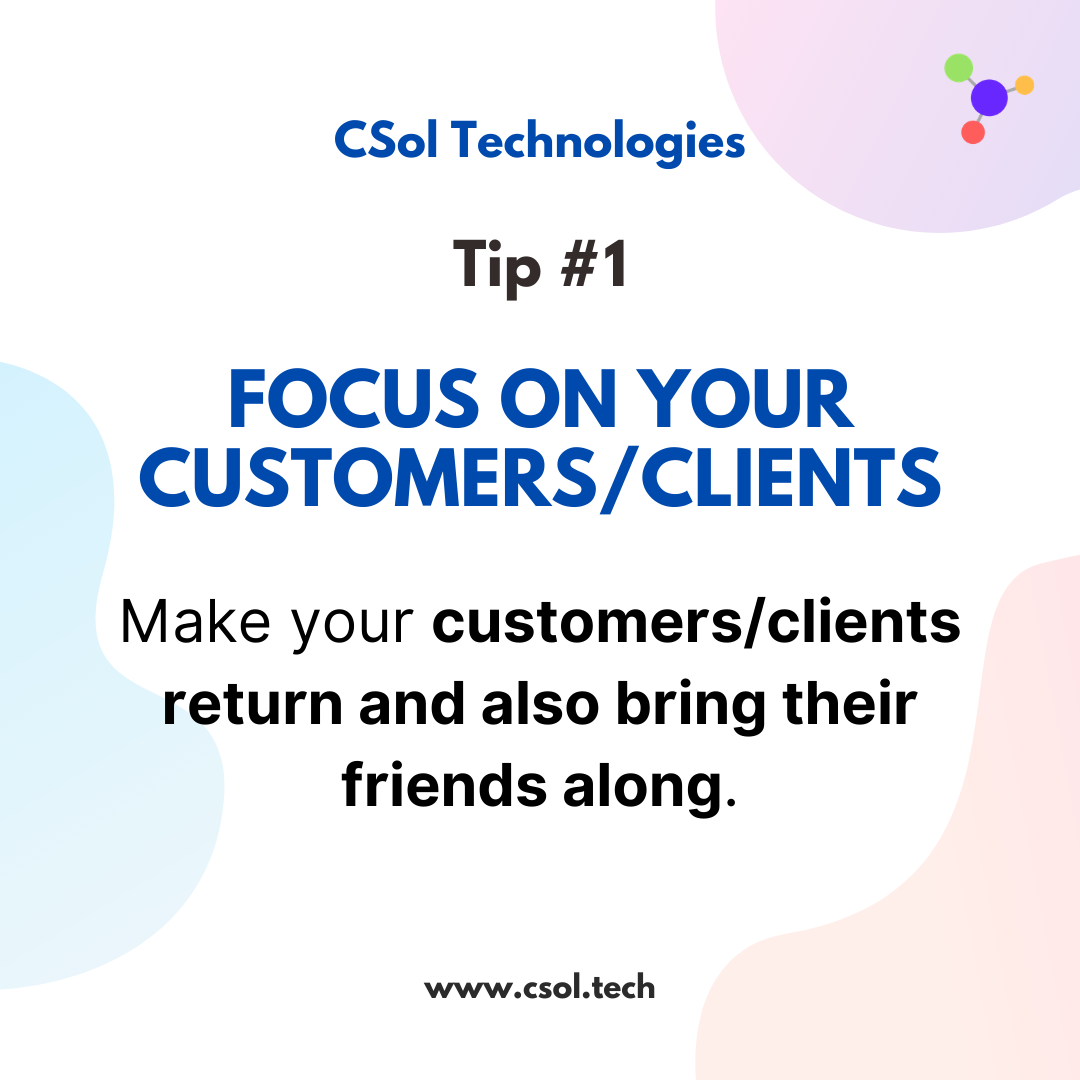 CSol Technologies
Tip #1
FOCUS ON YOUR
CUSTOMERS/CLIENTS
Make your customers/clients
return and also bring their
friends along.
www.csol.tech